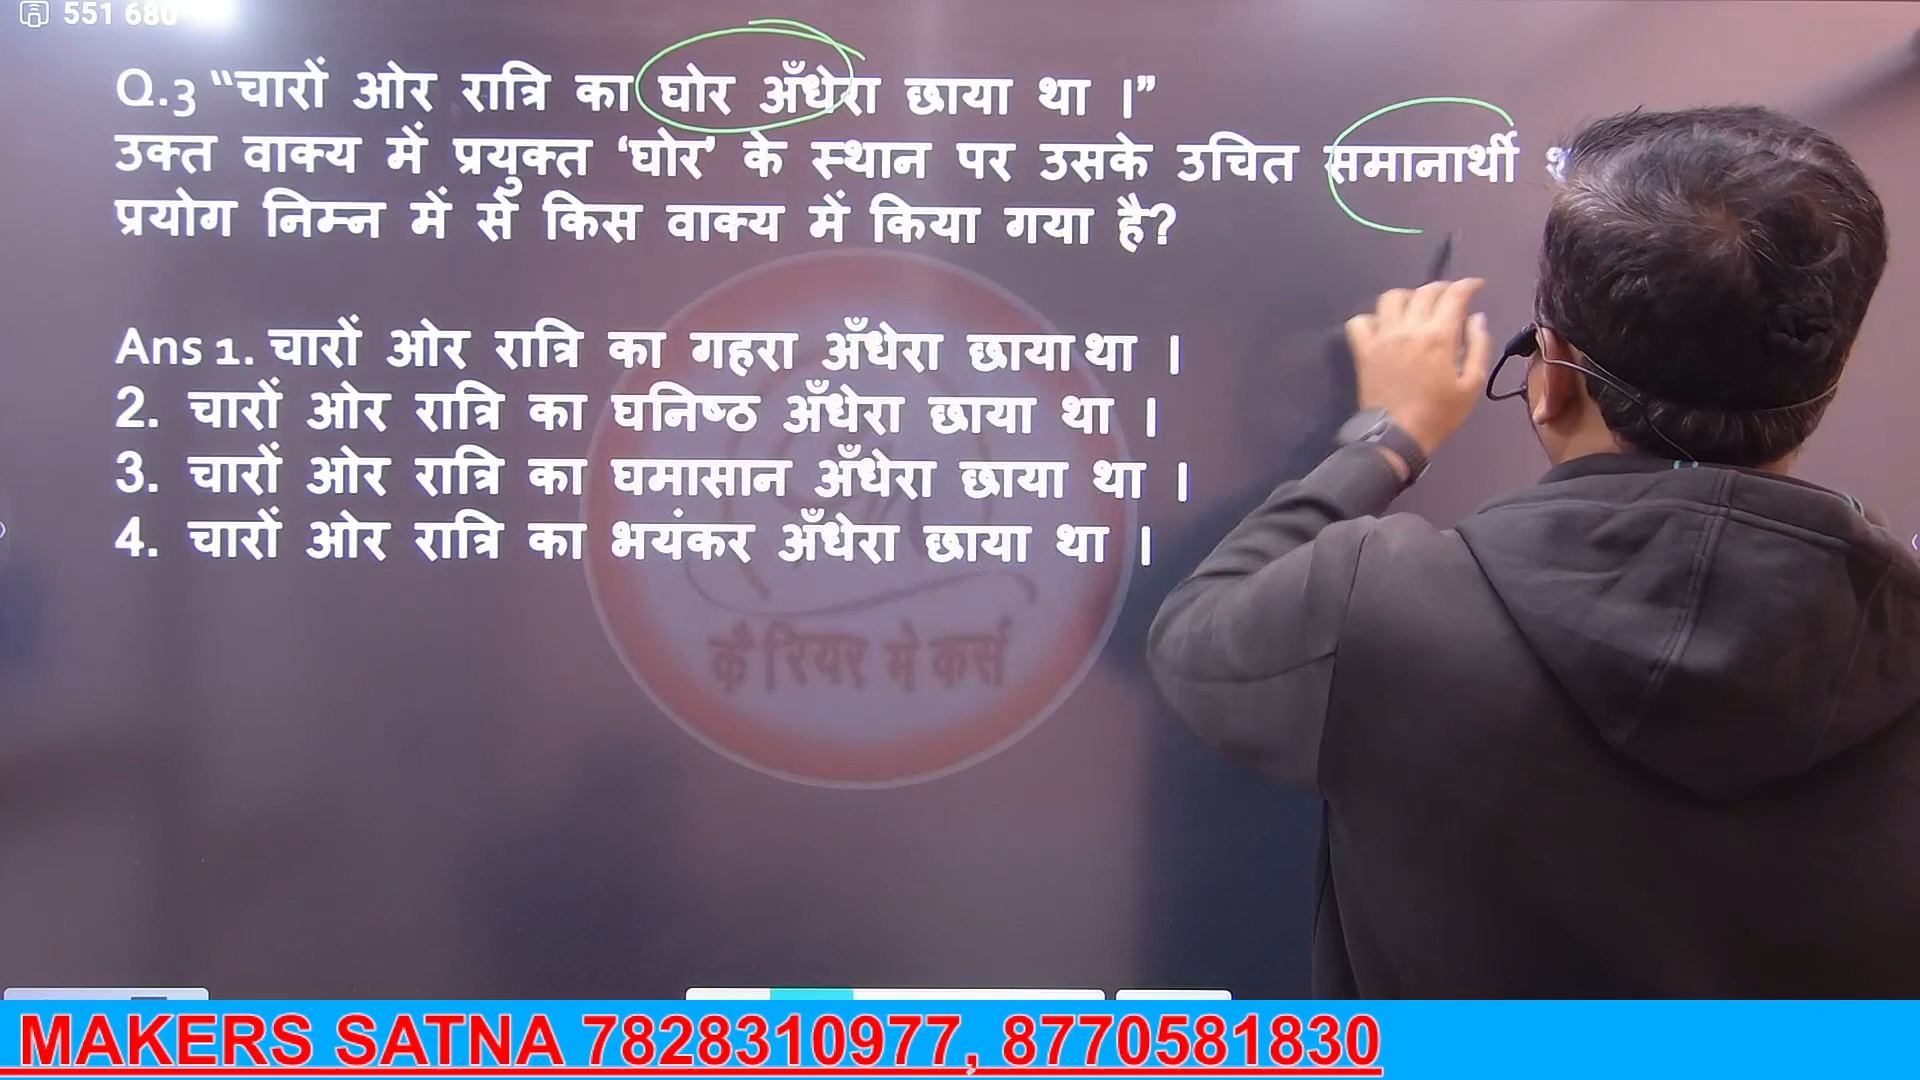 551 680
Q.3 “चारों ओर रात्रि का घोर अँधेरा छाया था ।”
उक्त वाक्य में प्रयुक्त ‘घोर’ के स्थान पर उसके उचित समानार्थी
प्रयोग निम्न में से किस वाक्य में किया गया है?
Ans 1. चारों ओर रात्रि का गहरा अँधेरा छाया था ।
2. चारों ओर रात्रि का घनिष्ठ अँधेरा छाया था ।
3. चारों ओर रात्रि का घमासान अँधेरा छाया था ।
4. चारों ओर रात्रि का भयंकर अँधेरा छाया था ।
कैरियर मेकर्स
MAKERS SATNA 7828310977, 8770581830